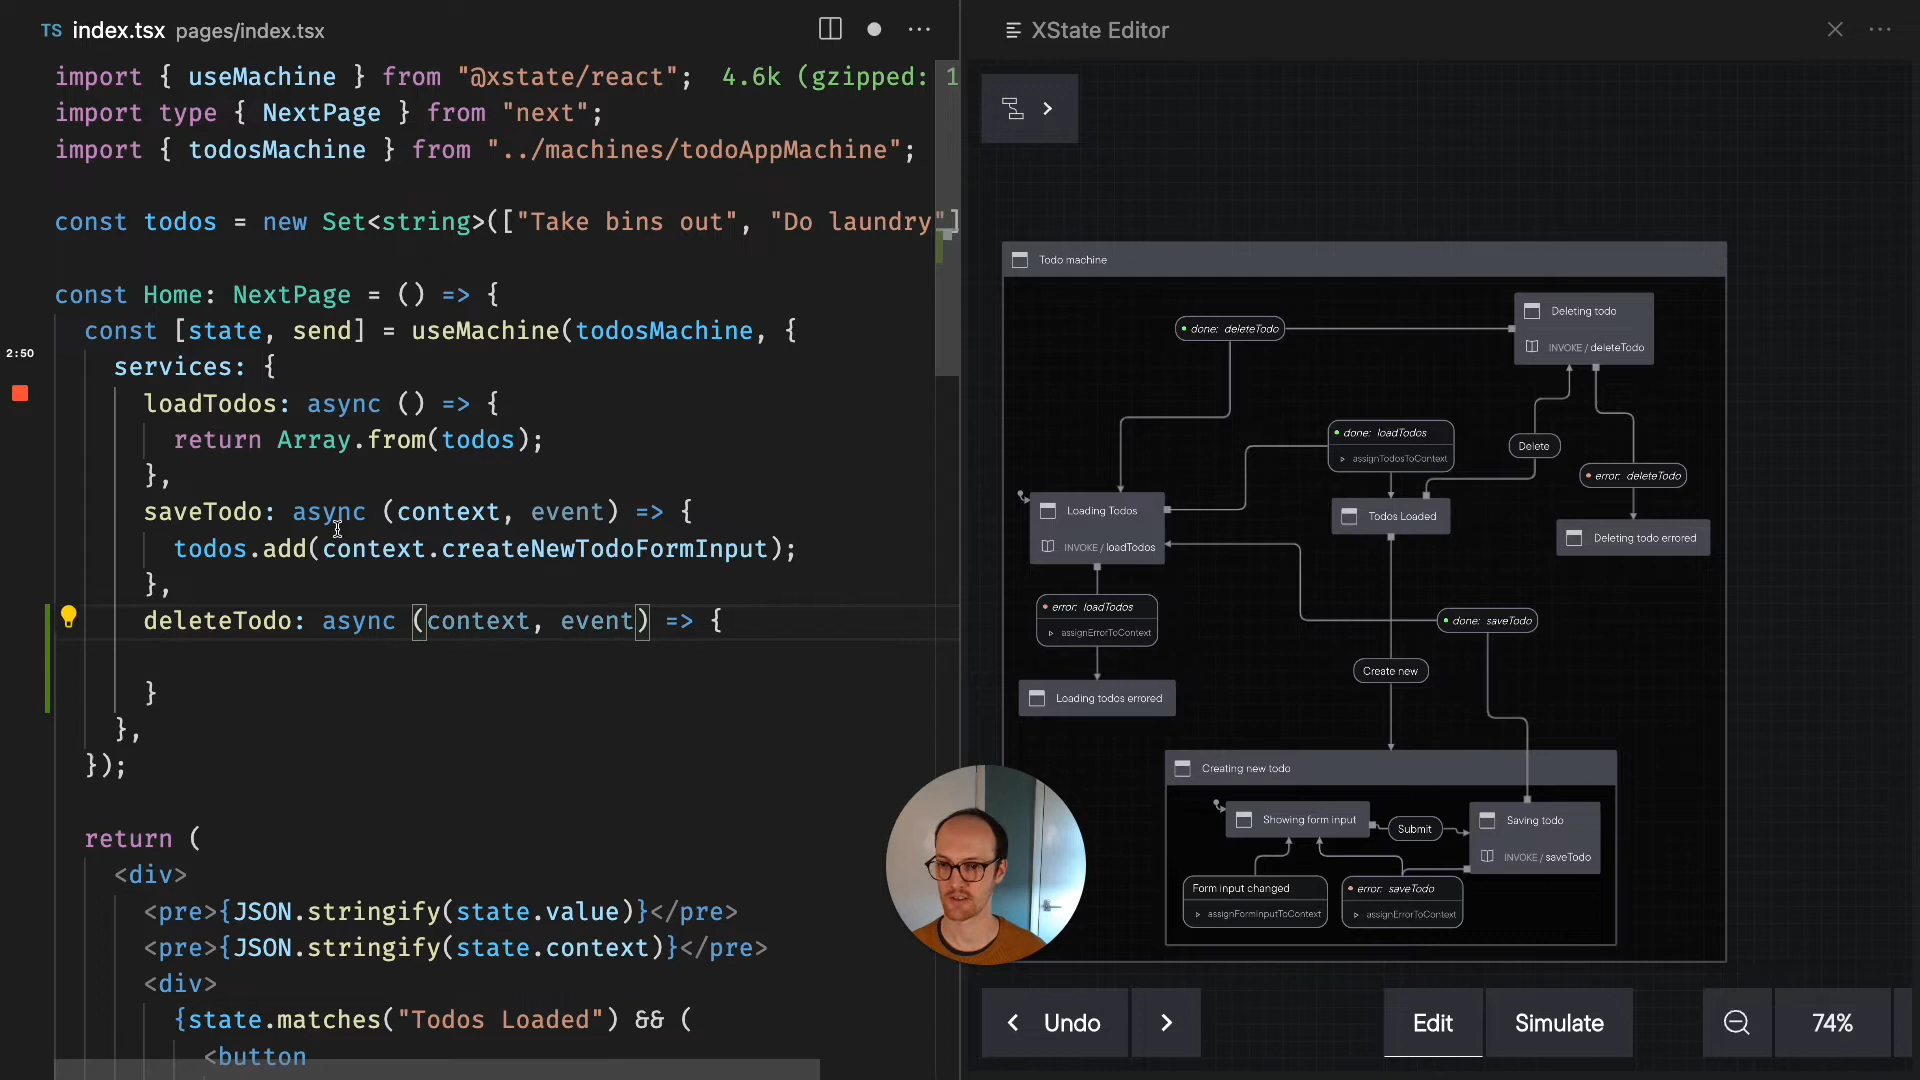 TS index.tsx pages/index.tsx
import { useMachine } from "@xstate/react"; 4.6k (gzipped: 1
import type { NextPage } from "next";
import { todosMachine } from "../machines/todoAppMachine";
const todos = new Set<string>(["Take bins out", "Do laundry"]
const Home: NextPage = () => {
const [state, send] = useMachine(todosMachine, {
2:50
services: {
loadTodos: async () => {
return Array.from(todos);
},
saveTodo: async (context, event) => {
todos.add(context.createNewTodoFormInput);
},
deleteTodo: async (context, event) => {
}
},
});
return (
<div>
<pre>{JSON.stringify(state.value)}</pre>
<pre>{JSON.stringify(state.context)}</pre>
<div>
{state.matches("Todos Loaded") && (
<button
XState Editor
Todo machine
Deleting todo
INVOKE / deleteTodo
done: deleteTodo
done: loadTodos
assignTodosToContext
Delete
error: deleteTodo
Loading Todos
INVOKE / loadTodos
Todos Loaded
Deleting todo errored
error: loadTodos
assignErrorToContext
done: saveTodo
Create new
Loading todos errored
Creating new todo
Showing form input
Submit
Saving todo
INVOKE / saveTodo
Form input changed
assignFormInputToContext
error: saveTodo
assignErrorToContext
Undo
Edit
Simulate
74%